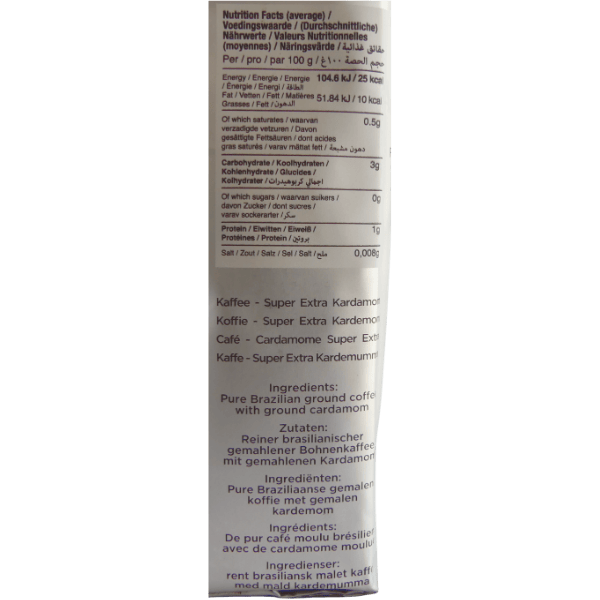 Nutrition Facts (average) /
Voedingswaarde / (Durchschnittliche)
Nährwerte / Valeurs Nutritionnelles
(moyennes) / Näringsvärde / حقائق غذائية
Per / pro / par 100 g / حجم الحصة ١٠٠غ
Energy / Energie / Energie 104.6 kJ / 25 kcal
/ Énergie / Energi / الطاقة
Fat / Vetten / Fett / Matières 51.84 kJ / 10 kcal
Grasses / Fett / الدهون
Of which saturates / waarvan 0.5g
verzadigde vetzuren / Davon
gesättigte Fettsäuren / dont acides
gras saturés / varav mättat fett / دهون مشبعة
Carbohydrate / Koolhydraten / 3g
Kohlenhydrate / Glucides /
Kolhydrater / اجمالي كربوهيدرات
Of which sugars / waarvan suikers / 0g
davon Zucker / dont sucres /
varav sockerarter / سكر
Protein / Eiwitten / Eiweiß / 1g
Protéines / Protein / بروتين
Salt / Zout / Salz / Sel / Salt / ملح 0,008g
Kaffee - Super Extra Kardamom
Koffie - Super Extra Kardemom
Café - Cardamome Super Extra
Kaffe - Super Extra Kardemumma
Ingredients:
Pure Brazilian ground coffee
with ground cardamom
Zutaten:
Reiner brasilianischer
gemahlener Bohnenkaffee
mit gemahlenen Kardamom
Ingrediënten:
Pure Braziliaanse gemalen
koffie met gemalen
kardemom
Ingrédients:
De pur café moulu brésilien
avec de cardamome moulu
Ingredienser:
rent brasiliansk malet kaffe
med mald kardemumma